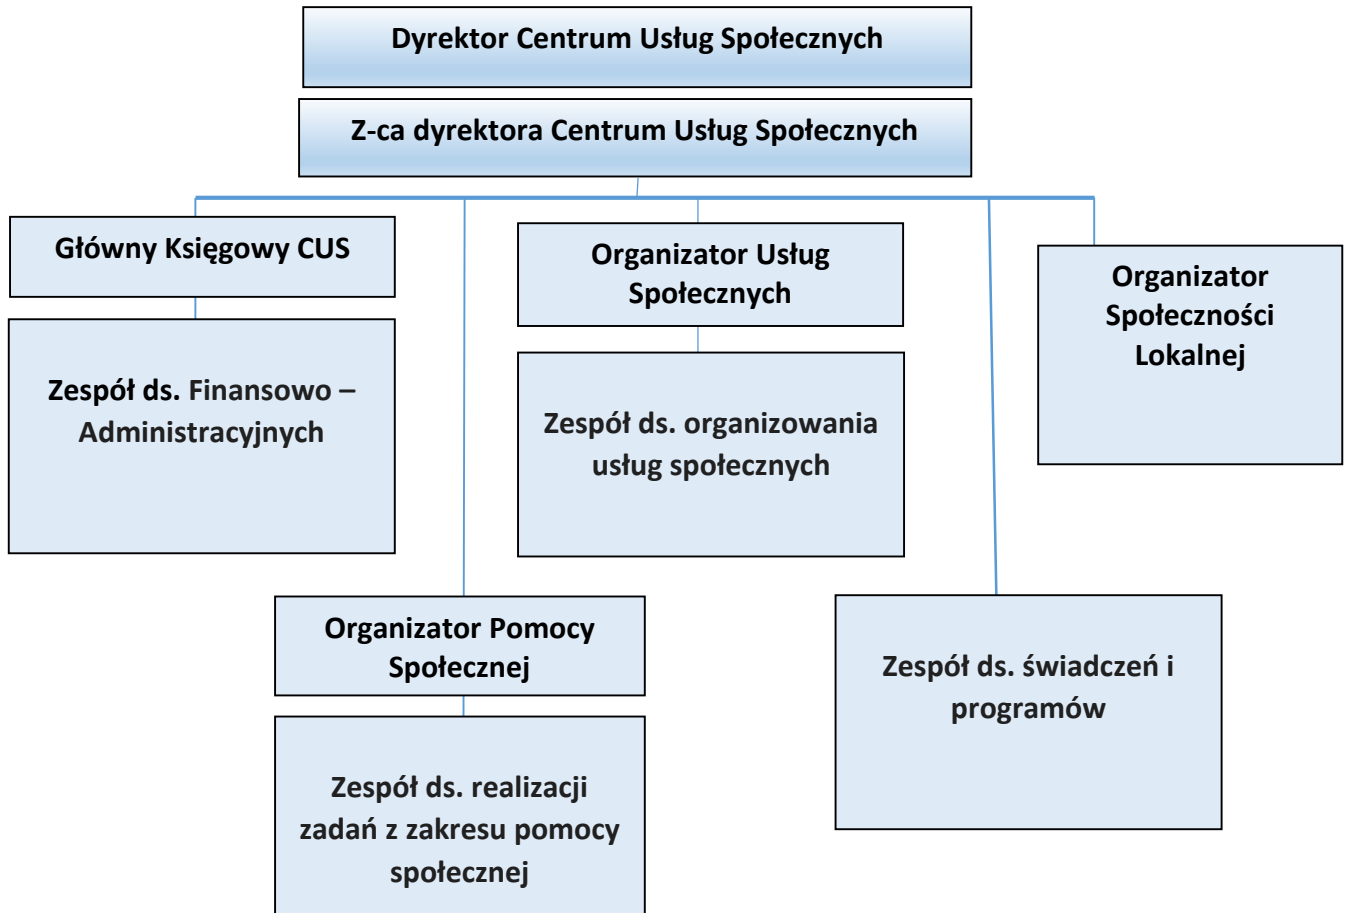 Dyrektor Centrum Usług Społecznych
Z-ca dyrektora Centrum Usług Społecznych
Główny Księgowy CUS
Zespół ds. Finansowo –
Administracyjnych
Organizator Usług
Społecznych
Zespół ds. organizowania
usług społecznych
Organizator
Społeczności
Lokalnej
Organizator Pomocy
Społecznej
Zespół ds. realizacji
zadań z zakresu pomocy
społecznej
Zespół ds. świadczeń i
programów